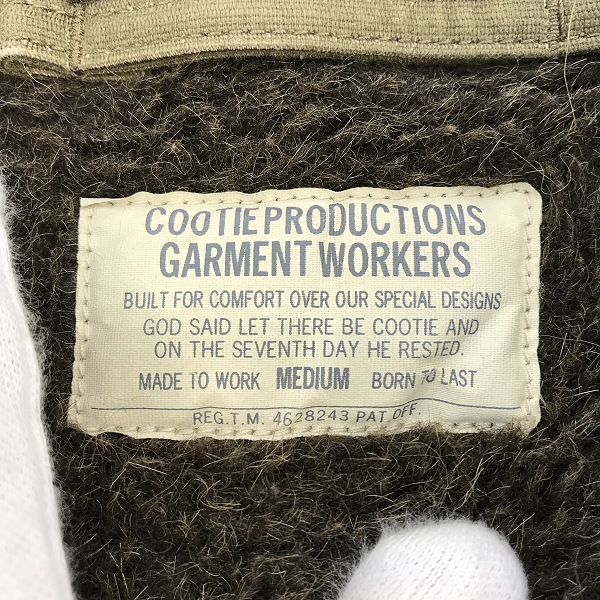 COOTIE PRODUCTIONS
GARMENT WORKERS
BUILT FOR COMFORT OVER OUR SPECIAL DESIGNS
GOD SAID LET THERE BE COOTIE AND
ON THE SEVENTH DAY HE RESTED.
MADE TO WORK MEDIUM BORN TO LAST
REG.T.M. 4628243 PAT OFF.